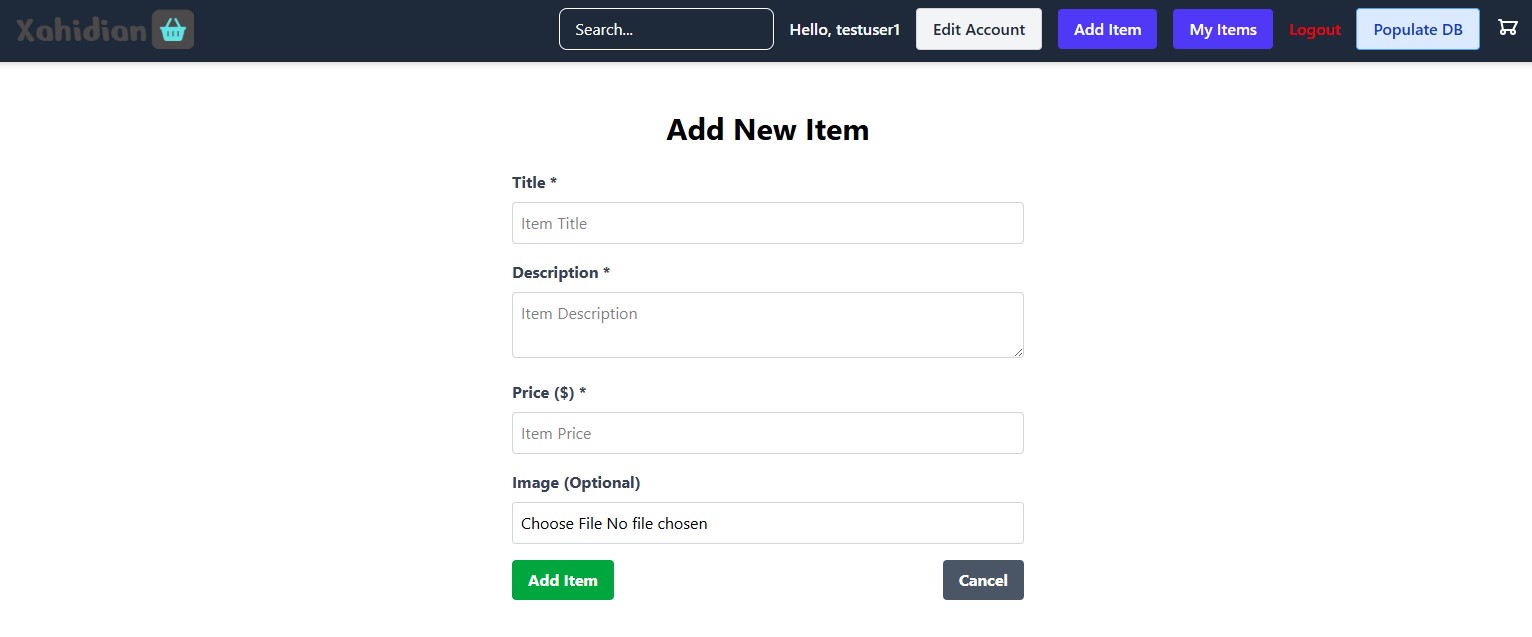 Xahidian
Search...
Hello, testuser1
Edit Account
Add Item
My Items
Logout
Populate DB
Add New Item
Title *
Item Title
Description *
Item Description
Price ($) *
Item Price
Image (Optional)
Choose File No file chosen
Add Item
Cancel